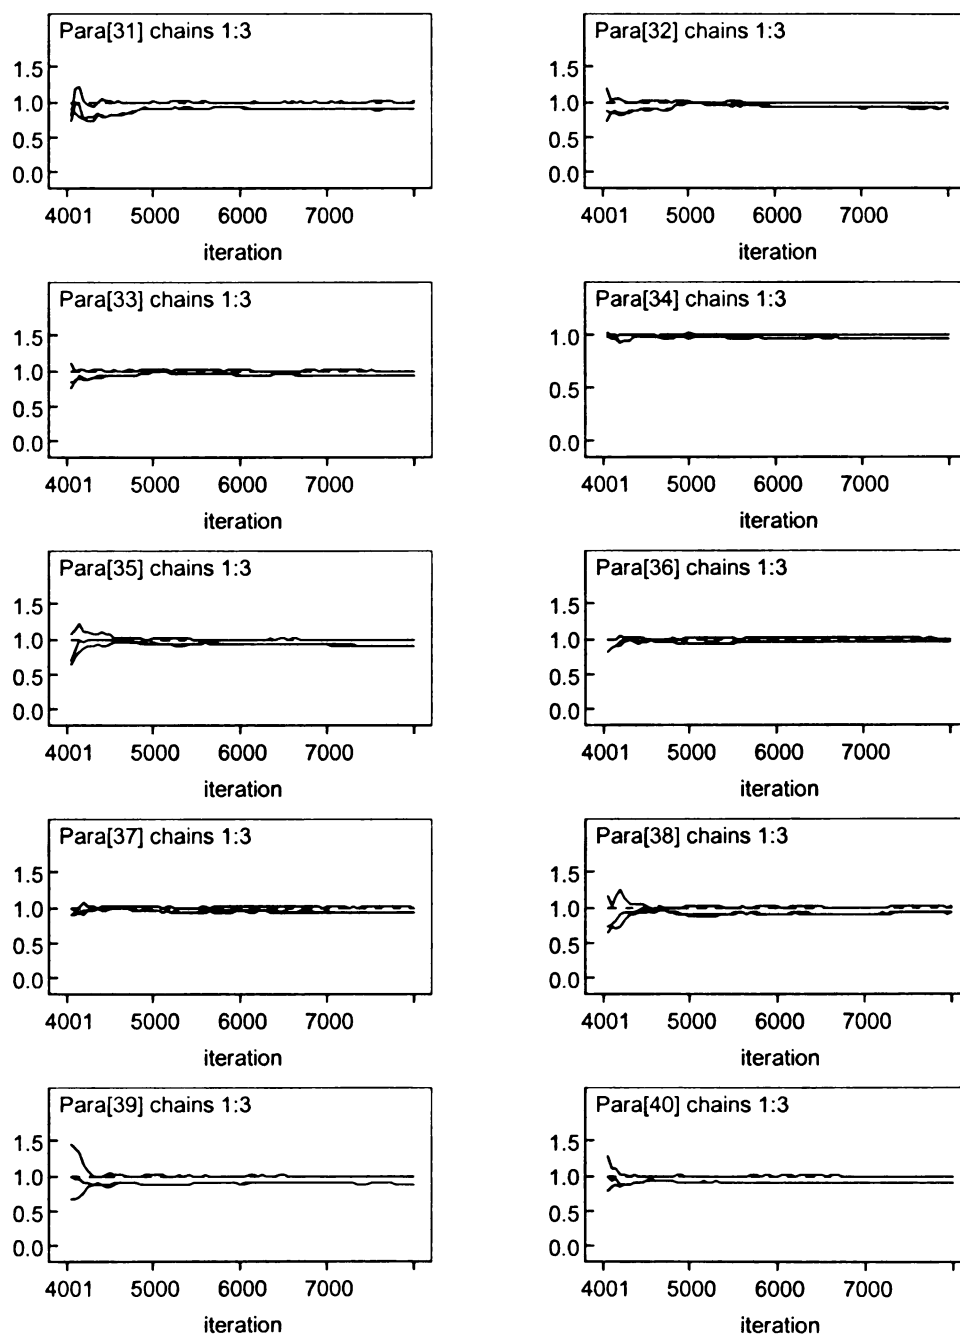 Para[31] chains 1:3
1.5
1.0
0.5
0.0
4001 5000 6000 7000
iteration
Para[32] chains 1:3
1.5
1.0
0.5
0.0
4001 5000 6000 7000
iteration
Para[33] chains 1:3
1.5
1.0
0.5
0.0
4001 5000 6000 7000
iteration
Para[34] chains 1:3
1.0
0.5
0.0
4001 5000 6000 7000
iteration
Para[35] chains 1:3
1.5
1.0
0.5
0.0
4001 5000 6000 7000
iteration
Para[36] chains 1:3
1.5
1.0
0.5
0.0
4001 5000 6000 7000
iteration
Para[37] chains 1:3
1.5
1.0
0.5
0.0
4001 5000 6000 7000
iteration
Para[38] chains 1:3
1.5
1.0
0.5
0.0
4001 5000 6000 7000
iteration
Para[39] chains 1:3
1.5
1.0
0.5
0.0
4001 5000 6000 7000
iteration
Para[40] chains 1:3
1.5
1.0
0.5
0.0
4001 5000 6000 7000
iteration